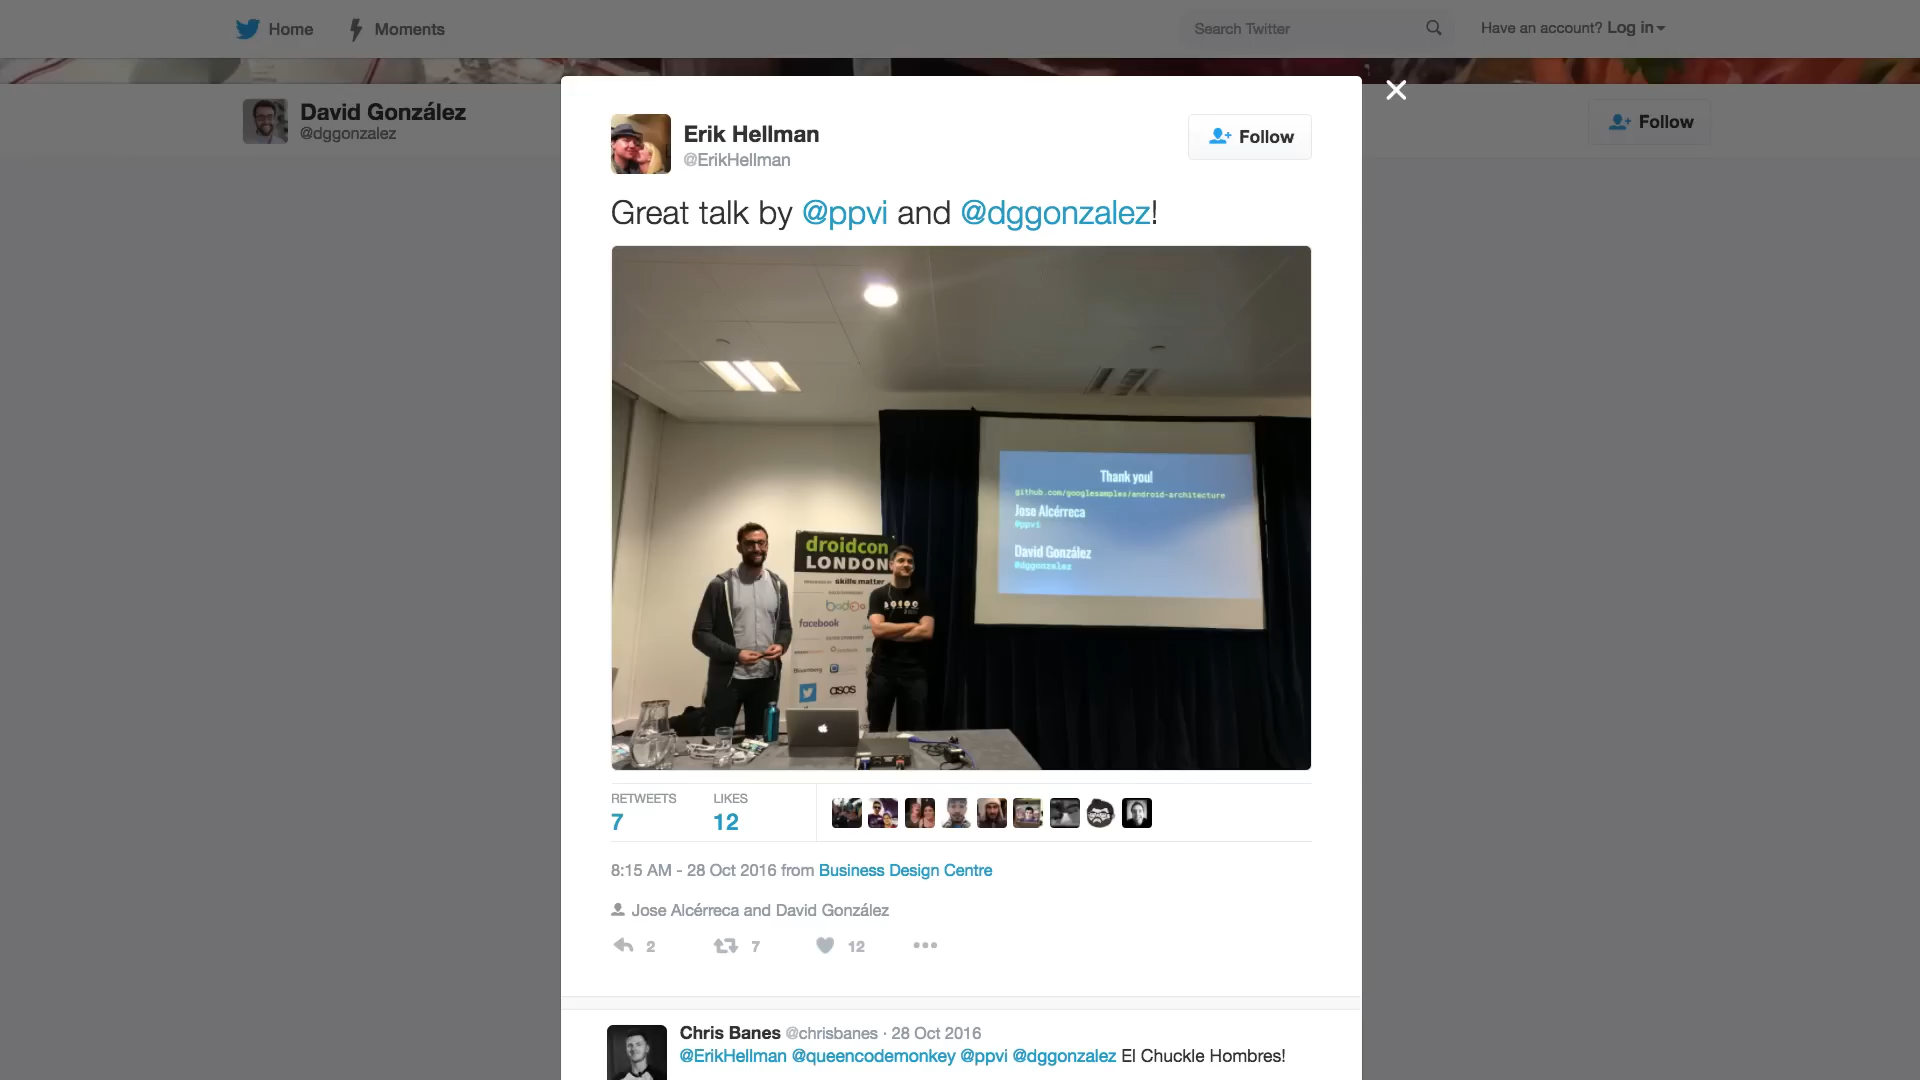 Home
Moments
Search Twitter
Have an account? Log in
David González
@dggonzalez
Follow
Erik Hellman
@ErikHellman
Follow
Great talk by @ppvi and @dggonzalez!
Thank you!
github.com/googlesamples/android-architecture
Jose Alcérreca
@ppvi
David González
@dggonzalez
droidcon
LONDON
skills matter
badoo
facebook
Bloomberg
asos
RETWEETS
7
LIKES
12
8:15 AM - 28 Oct 2016 from Business Design Centre
Jose Alcérreca and David González
2
7
12
Chris Banes @chrisbanes · 28 Oct 2016
@ErikHellman @queencodemonkey @ppvi @dggonzalez El Chuckle Hombres!